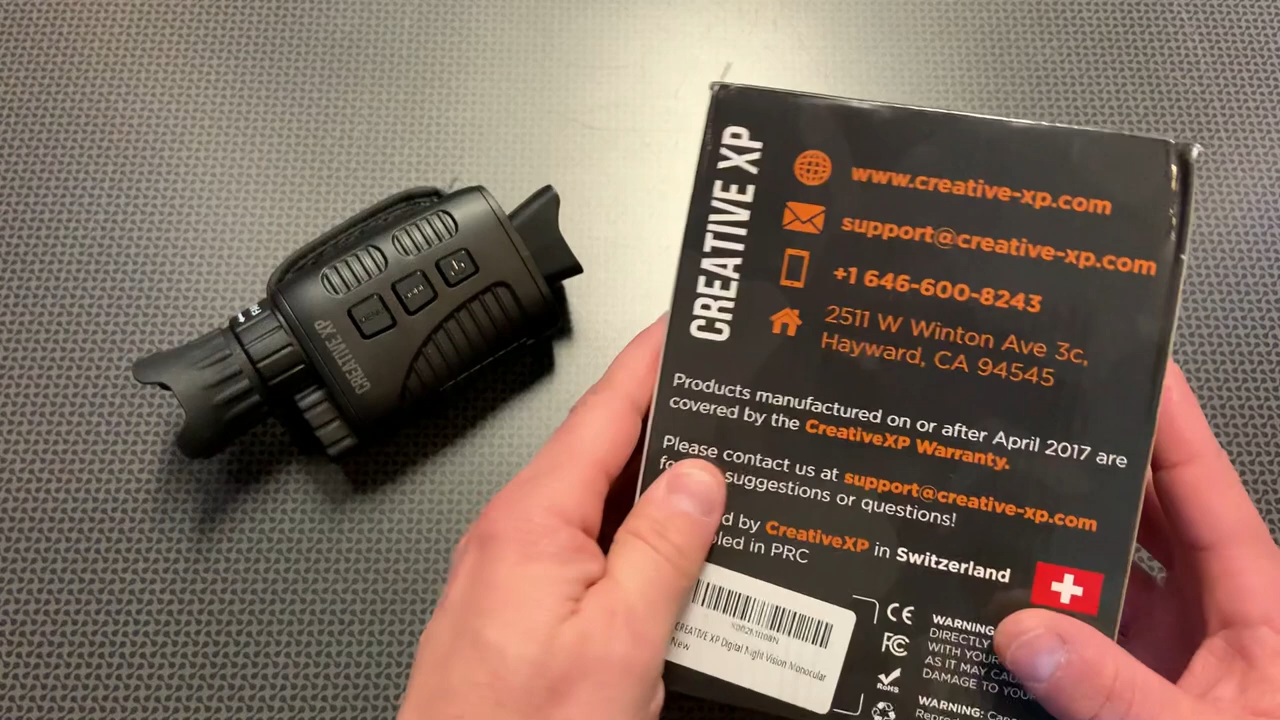 CREATIVE XP
CREATIVE XP
www.creative-xp.com
support@creative-xp.com
+1 646-600-8243
2511 W Winton Ave 3c,
Hayward, CA 94545
Products manufactured on or after April 2017 are
covered by the CreativeXP Warranty.
Please contact us at support@creative-xp.com
suggestions or questions!
by CreativeXP in Switzerland
in PRC
CREATIVE XP Digital Night Vision Monocular
New
CE
FC
RoHS
WARNING
DIRECTLY
WITH YOUR
AS IT MAY
DAMAGE TO
WARNING: